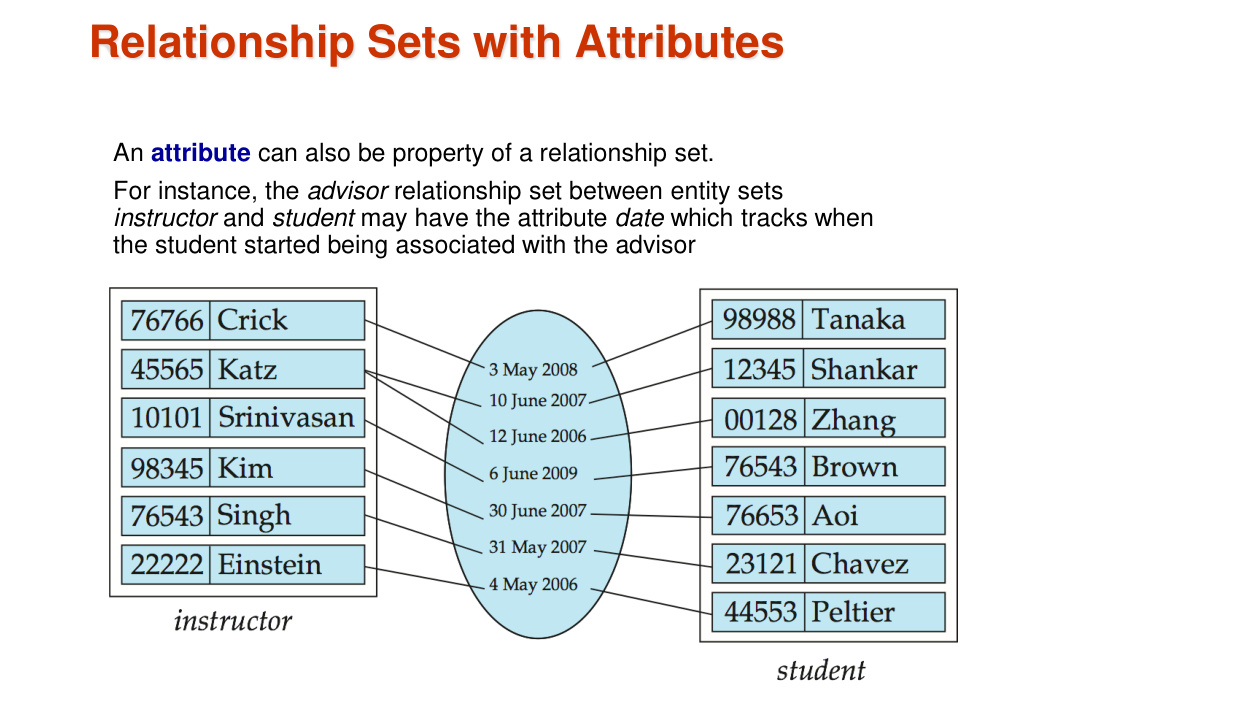 Relationship Sets with Attributes
An attribute can also be property of a relationship set.
For instance, the advisor relationship set between entity sets
instructor and student may have the attribute date which tracks when
the student started being associated with the advisor
76766 Crick
45565 Katz
10101 Srinivasan
98345 Kim
76543 Singh
22222 Einstein
instructor
3 May 2008
10 June 2007
12 June 2006
6 June 2009
30 June 2007
31 May 2007
4 May 2006
98988 Tanaka
12345 Shankar
00128 Zhang
76543 Brown
76653 Aoi
23121 Chavez
44553 Peltier
student